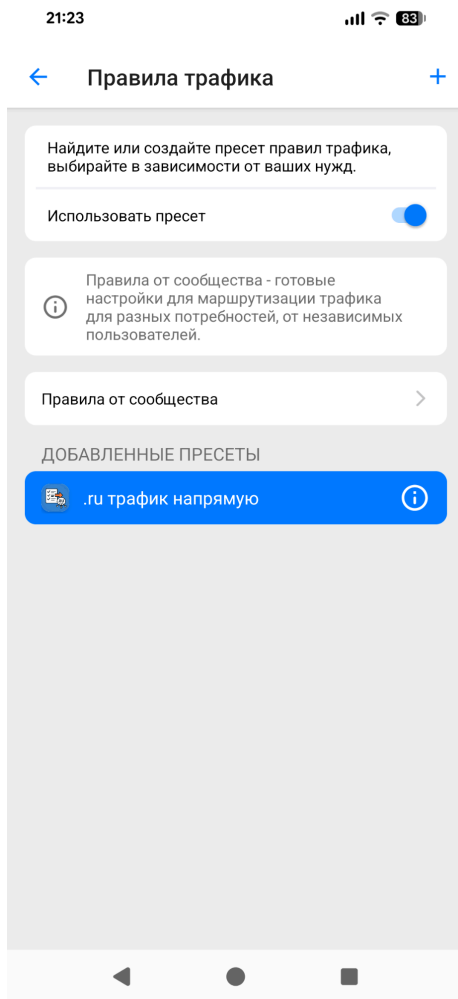 21:23
83
Правила трафика
Найдите или создайте пресет правил трафика,
выбирайте в зависимости от ваших нужд.
Использовать пресет
Правила от сообщества - готовые
настройки для маршрутизации трафика
для разных потребностей, от независимых
пользователей.
Правила от сообщества
ДОБАВЛЕННЫЕ ПРЕСЕТЫ
.ru трафик напрямую